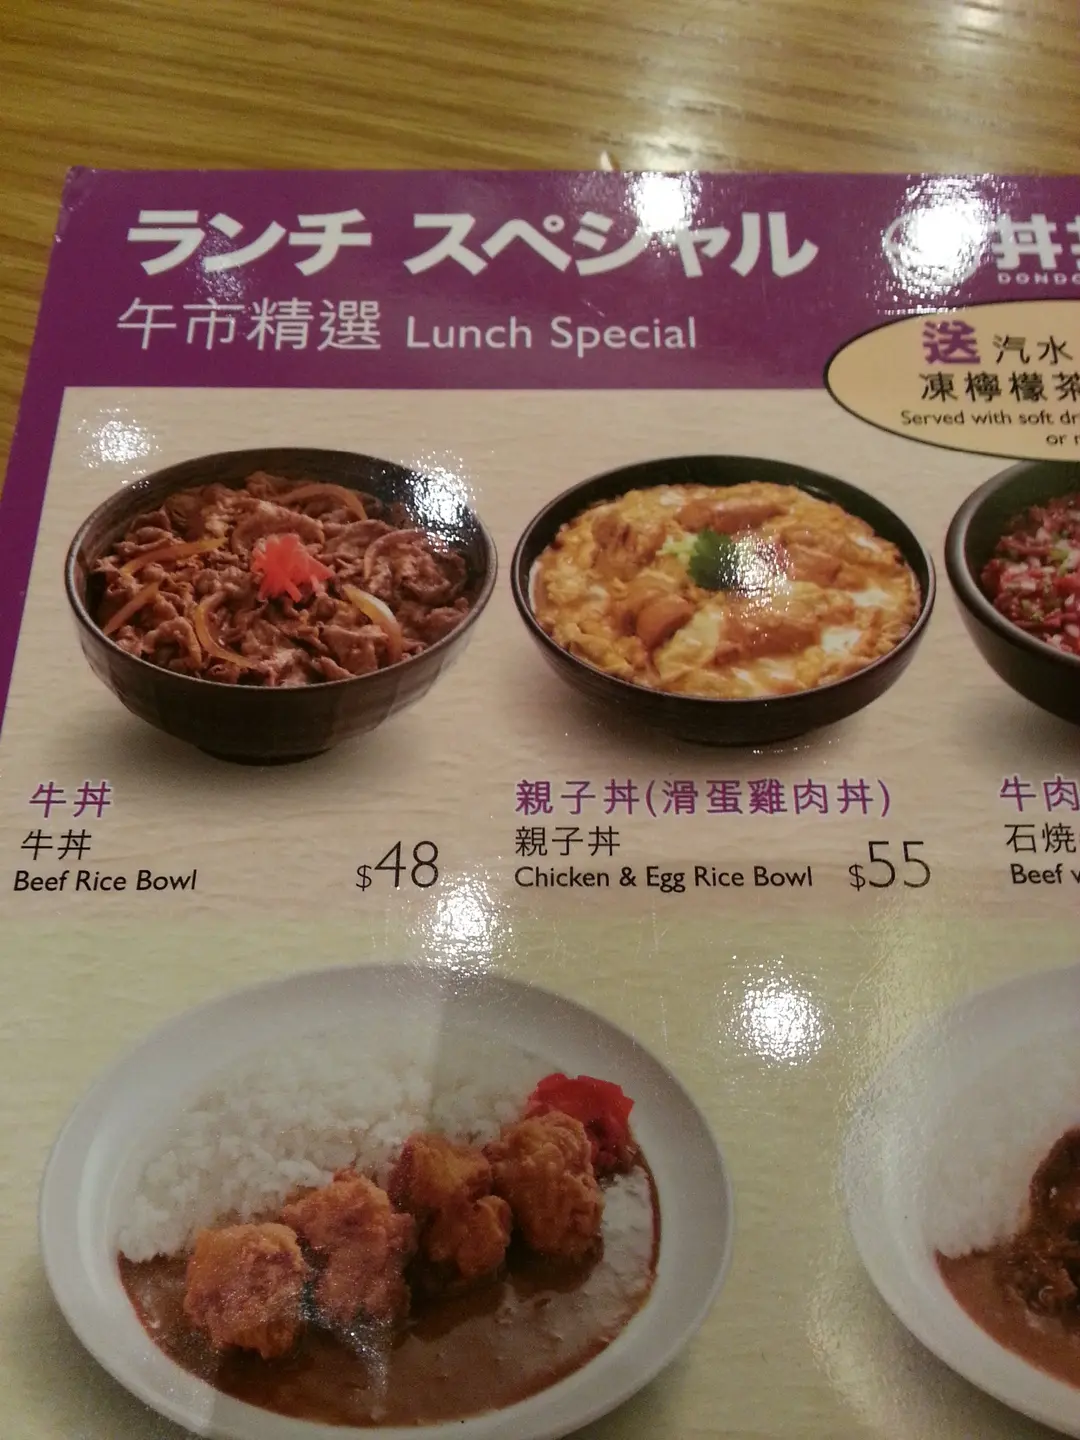 ランチ スペシャル
午市精選 Lunch Special
丼
DONDO
送 汽水
凍檸檬茶
Served with soft dr
or
牛丼
牛丼
Beef Rice Bowl $48
親子丼(滑蛋雞肉丼)
親子丼
Chicken & Egg Rice Bowl $55
牛肉
石焼
Beef